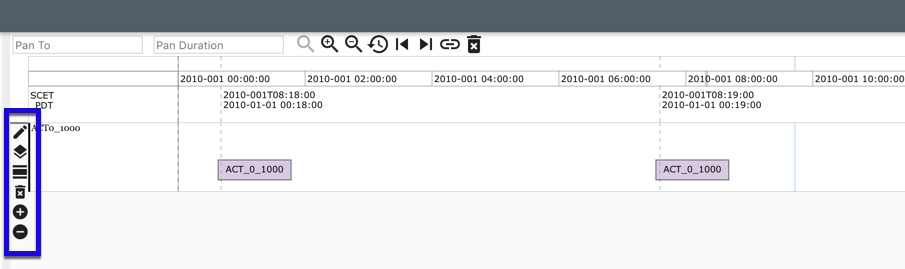 Pan To
Pan Duration
2010-001 00:00:00
2010-001 02:00:00
2010-001 04:00:00
2010-001 06:00:00
2010-001 08:00:00
2010-001 10:00:00
SCET
2010-001T08:18:00
2010-001T08:19:00
PDT
2010-01-01 00:18:00
2010-01-01 00:19:00
ACT0_1000
ACT_0_1000
ACT_0_1000